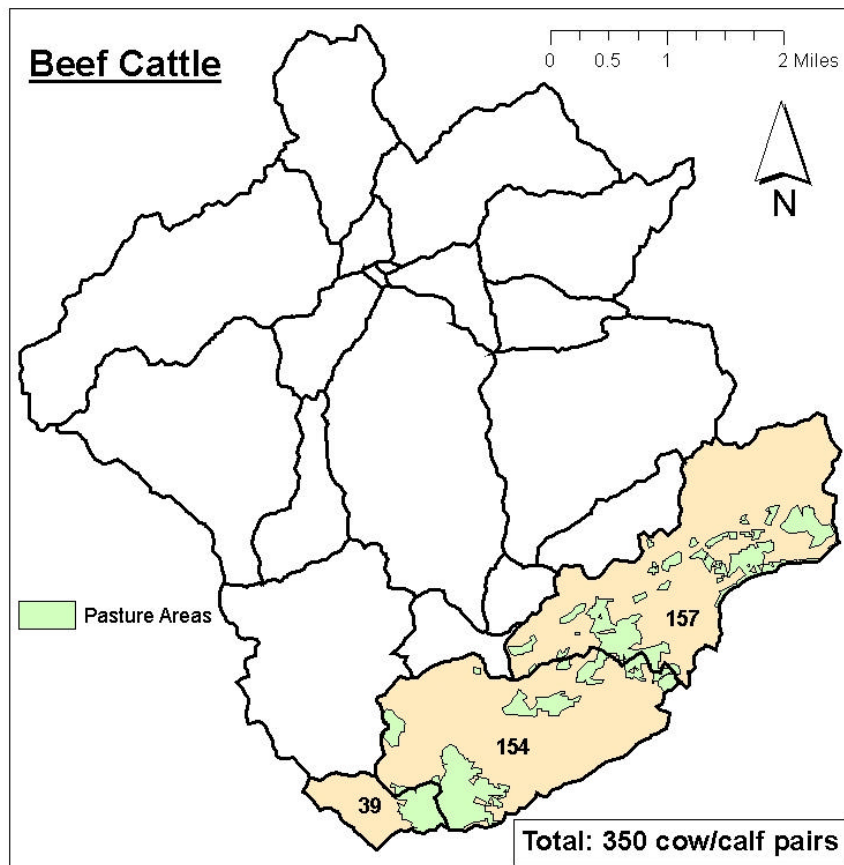 Beef Cattle
0 0.5 1 2 Miles
N
Pasture Areas
157
154
39
Total: 350 cow/calf pairs